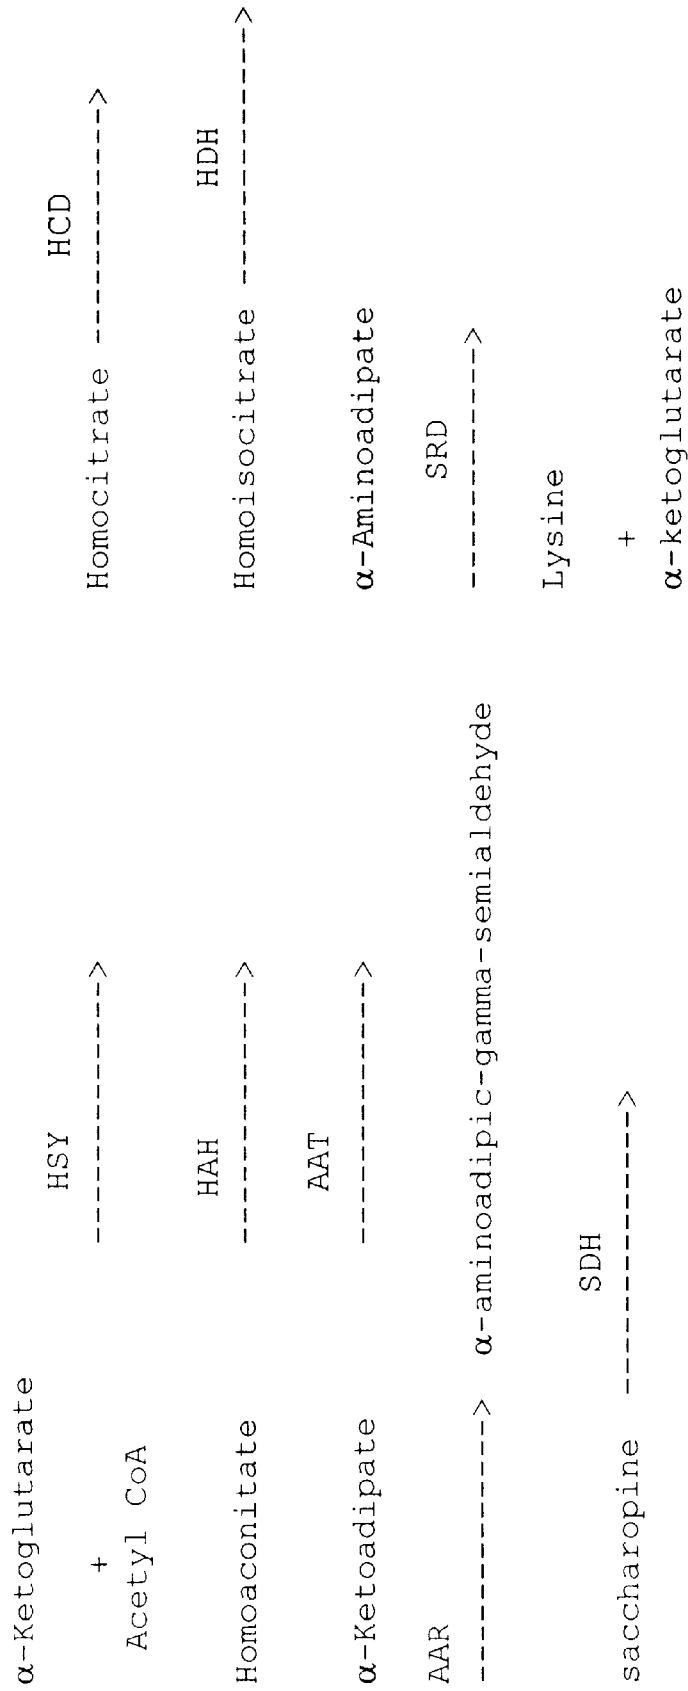 α-Ketoglutarate
HSY HCD
+ -----------------> Homocitrate --------------->
Acetyl CoA
HAH HDH
Homoaconitate -----------------> Homoisocitrate ----------------->
AAT
α-Ketoadipate -----------------> α-Aminoadipate
AAR SRD
-----------------> α-aminoadipic-gamma-semialdehyde --------------->
SDH Lysine
saccharopine ------------------> +
α-ketoglutarate